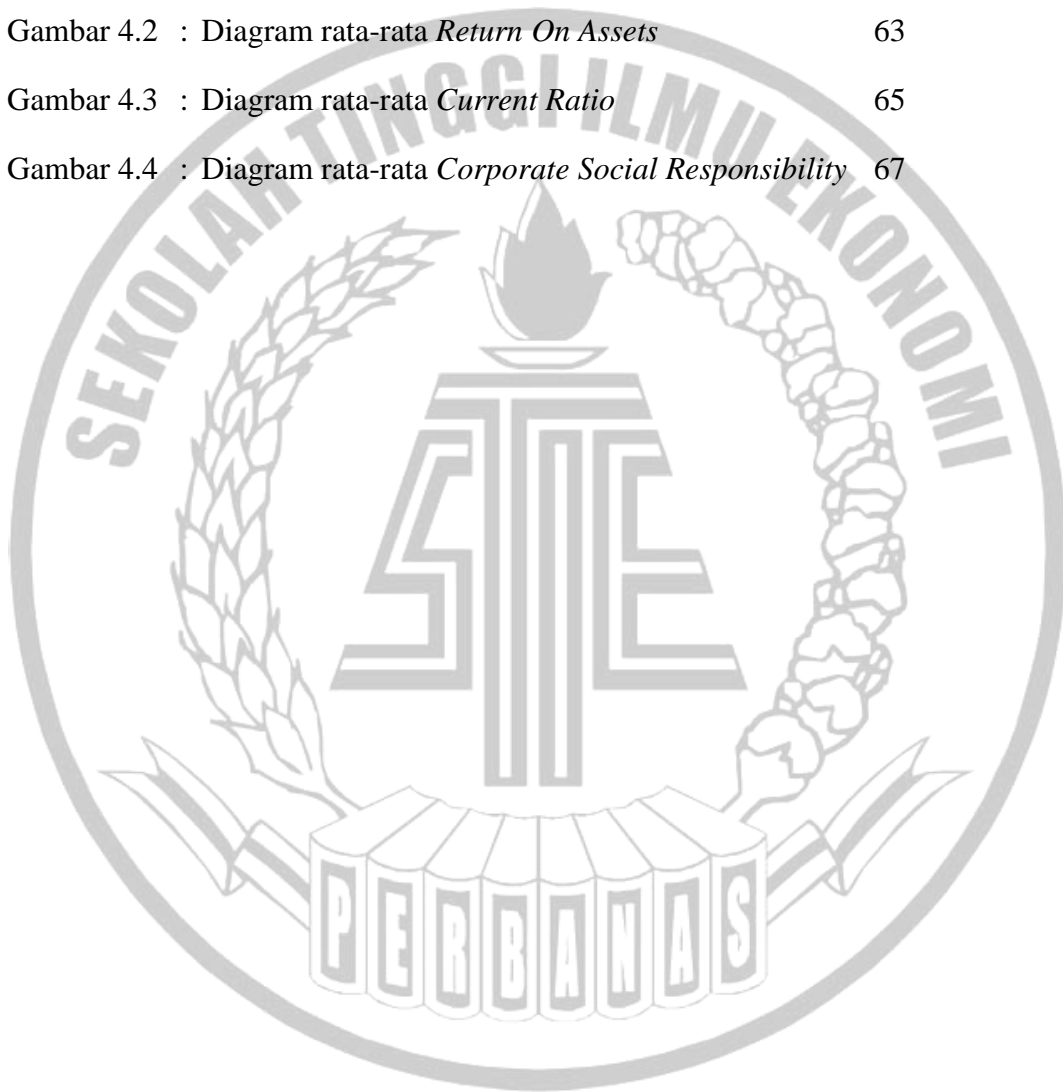 Gambar 4.2 : Diagram rata-rata Return On Assets 63
Gambar 4.3 : Diagram rata-rata Current Ratio 65
Gambar 4.4 : Diagram rata-rata Corporate Social Responsibility 67
SEKOLAH TINGGI ILMU EKONOMI
STIE
PERBANAS